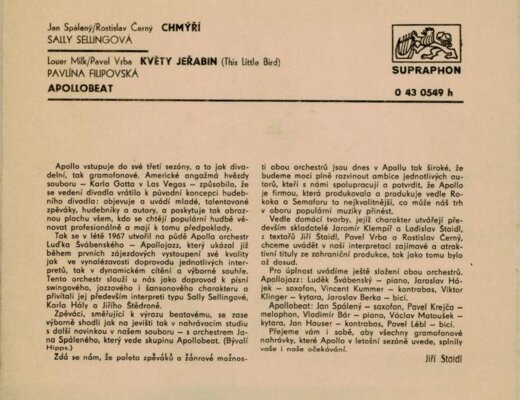 Jan Spálený/Rostislav Černý CHMÝŘÍ
SALLY SELLINGOVÁ
Louer Milk/Pavel Vrba KVĚTY JEŘABIN (This Little Bird)
PAVLÍNA FILIPOVSKÁ
APOLLOBEAT
SUPRAPHON
0 43 0549 h
Apollo vstupuje do své třetí sezóny, a to jak diva-
delní, tak gramofonové. Americké angažmá hvězdy
souboru – Karla Gotta v Las Vegas – způsobilo, že
se vedení divadla vrátilo k původní koncepci hudeb-
ního divadla: objevuje a uvádí mladé, talentované
zpěváky, hudebníky a autory, a poskytuje tak obraz-
nou plochu všem, kdo se chtějí populární hudbě vě-
novat profesionálně a mají k tomu předpoklady.
Tak se v létě 1967 utvořil na půdě Apolla orchestr
Luďka Švábenského – Apollojazz, který ukázal již
během prvních zájezdových vystoupení své kvality
jak ve vynalézavosti doprovodu jednotlivých inter-
pretů, tak v dynamickém cítění a výborné souhře.
Tento orchestr slouží u nás jako doprovod k písní
swingového, jazzového i šansonového charakteru a
přivítali jej především interpreti typu Sally Sellingové,
Karla Hály a Jiřího Štědroně.
Zpěváci, směřující k výrazu beatovému, se zase
výborně shodli jak na jevišti tak v nahrávacím studiu
s další novinkou v našem souboru – s orchestrem Ja-
na Spáleného, který vede skupinu Apollobeat. (Bývalí
Hipps.)
Zdá se nám, že paleta zpěváků a žánrové možnos-
ti obou orchestrů jsou dnes v Apollu tak široké, že
budeme moci plně rozvinout ambice jednotlivých au-
torů, kteří s námi spolupracují a potvrdit, že Apollo
je firmou, která produkovala a produkuje vedle Ro-
koka a Semaforu to nejkvalitnější, co může náš trh
v oboru populární muziky přinést.
Vedle domácí tvorby, jejíž charakter utvářejí pře-
devším skladatelé Jaromír Klempíř a Ladislav Štaidl,
s textaři Jiří Štaidl, Pavel Vrba a Rostislav Černý,
chceme uvádět v naší interpretaci zajímavé a atrak-
tivní tituly ze zahraniční produkce, tak jako tomu bylo
až dosud.
Pro úplnost uvádíme ještě složení obou orchestrů.
Apollojazz: Luděk Švábenský – piano, Jaroslav Há-
jek – saxofon, Vincent Kummer – kontrabas, Viktor
Klinger – kytara, Jaroslav Berka – bicí.
Apollobeat: Jan Spálený – saxofon, Pavel Krejča –
melaphon, Vladimír Bár – piano, Václav Matoušek –
kytara, Jan Hauser – kontrabas, Pavel Lébl – bicí.
Přejeme vám i sobě, aby všechny gramofonové
nahrávky, které Apollo v letošní sezóně uvede, splnily
vaše i naše očekávání.
Jiří Štaidl